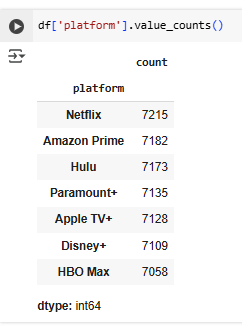 df['platform'].value_counts()
count
platform
Netflix 7215
Amazon Prime 7182
Hulu 7173
Paramount+ 7135
Apple TV+ 7128
Disney+ 7109
HBO Max 7058
dtype: int64